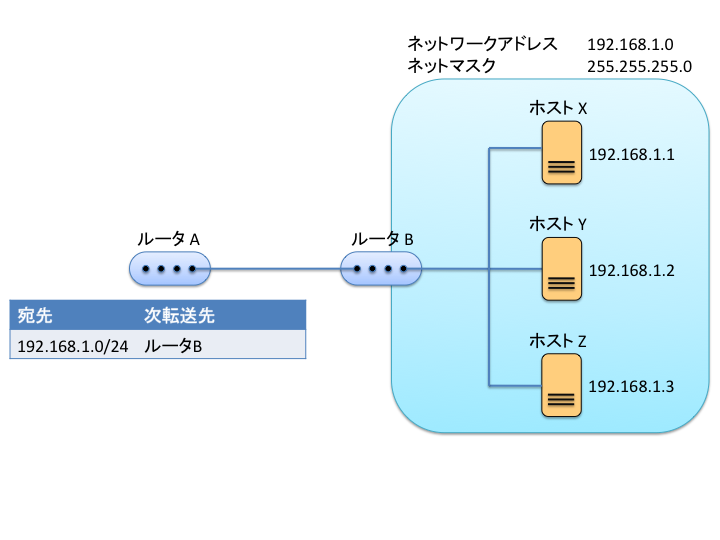 ネットワークアドレス 192.168.1.0
ネットマスク 255.255.255.0
ホスト X
192.168.1.1
ホスト Y
192.168.1.2
ホスト Z
192.168.1.3
ルータ A
ルータ B
宛先 次転送先
192.168.1.0/24 ルータB